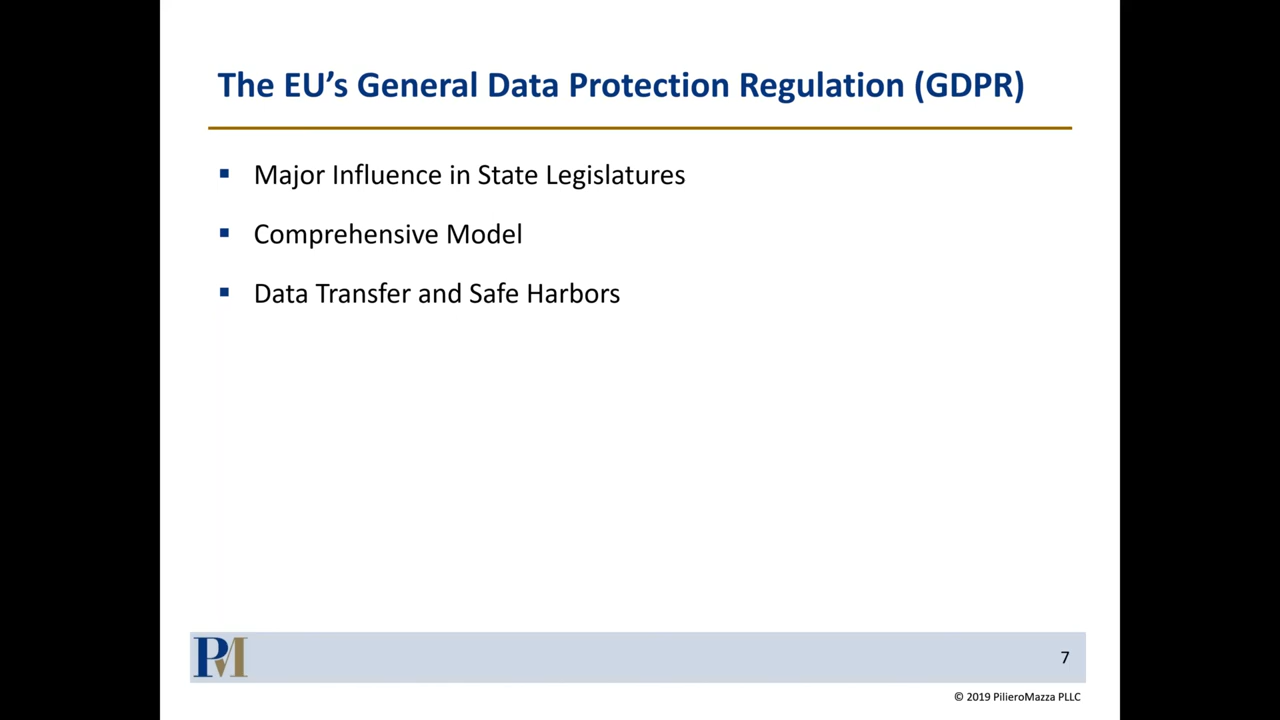 The EU’s General Data Protection Regulation (GDPR)
▪ Major Influence in State Legislatures
▪ Comprehensive Model
▪ Data Transfer and Safe Harbors
PM
7
© 2019 PilieroMazza PLLC